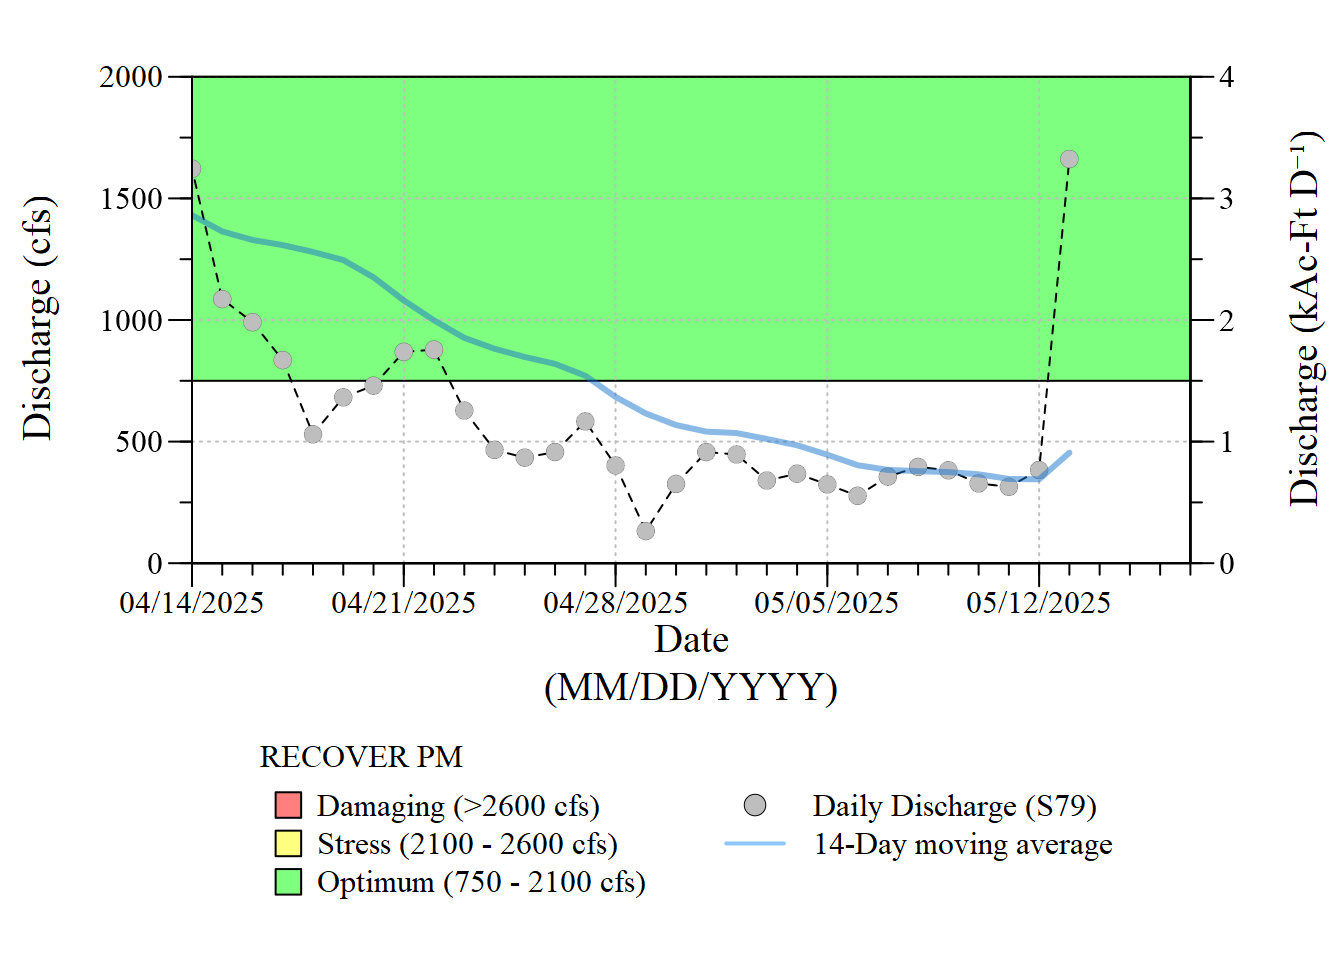 Discharge (cfs)
2000
1500
1000
500
0
4
3
2
1
0
Discharge (kAc-Ft D⁻¹)
04/14/2025 04/21/2025 04/28/2025 05/05/2025 05/12/2025
Date
(MM/DD/YYYY)
RECOVER PM
Damaging (>2600 cfs)
Stress (2100 - 2600 cfs)
Optimum (750 - 2100 cfs)
Daily Discharge (S79)
14-Day moving average